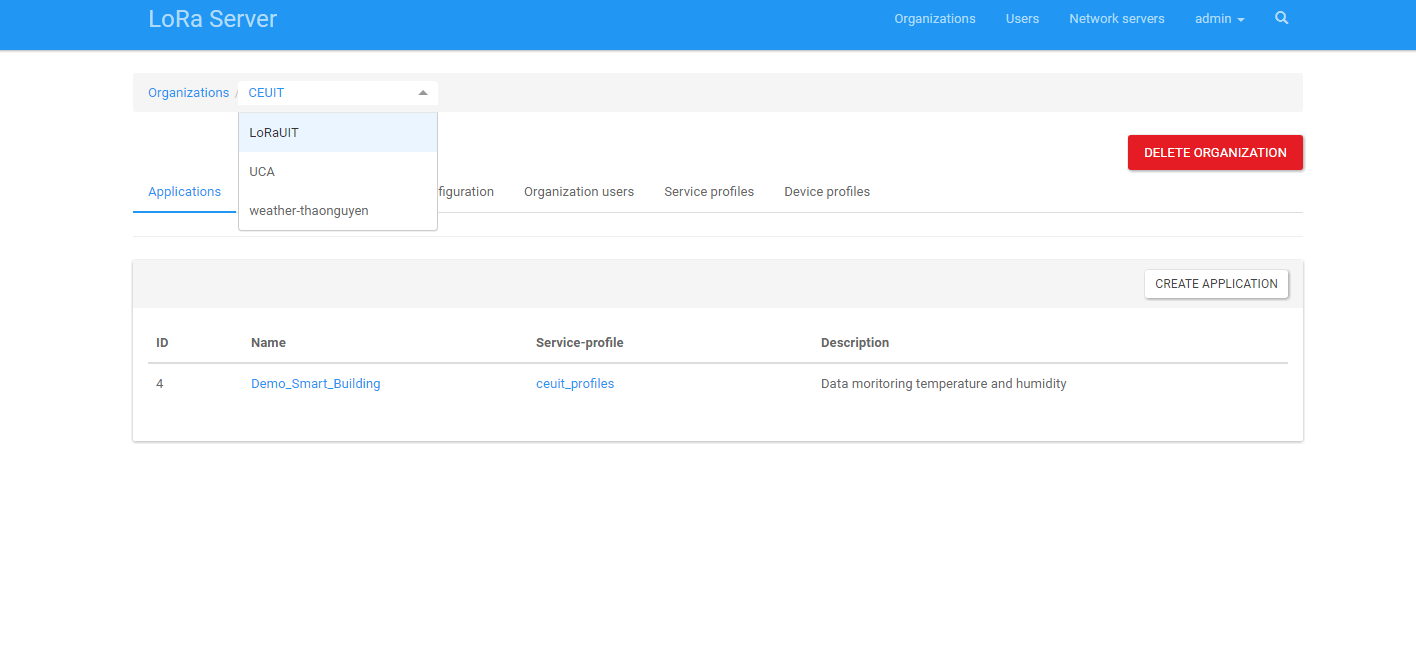 LoRa Server Organizations Users Network servers admin
Organizations / CEUIT
LoRaUIT
DELETE ORGANIZATION
UCA
Applications figuration Organization users Service profiles Device profiles
weather-thaonguyen
CREATE APPLICATION
ID Name Service-profile Description
4 Demo_Smart_Building ceuit_profiles Data moritoring temperature and humidity